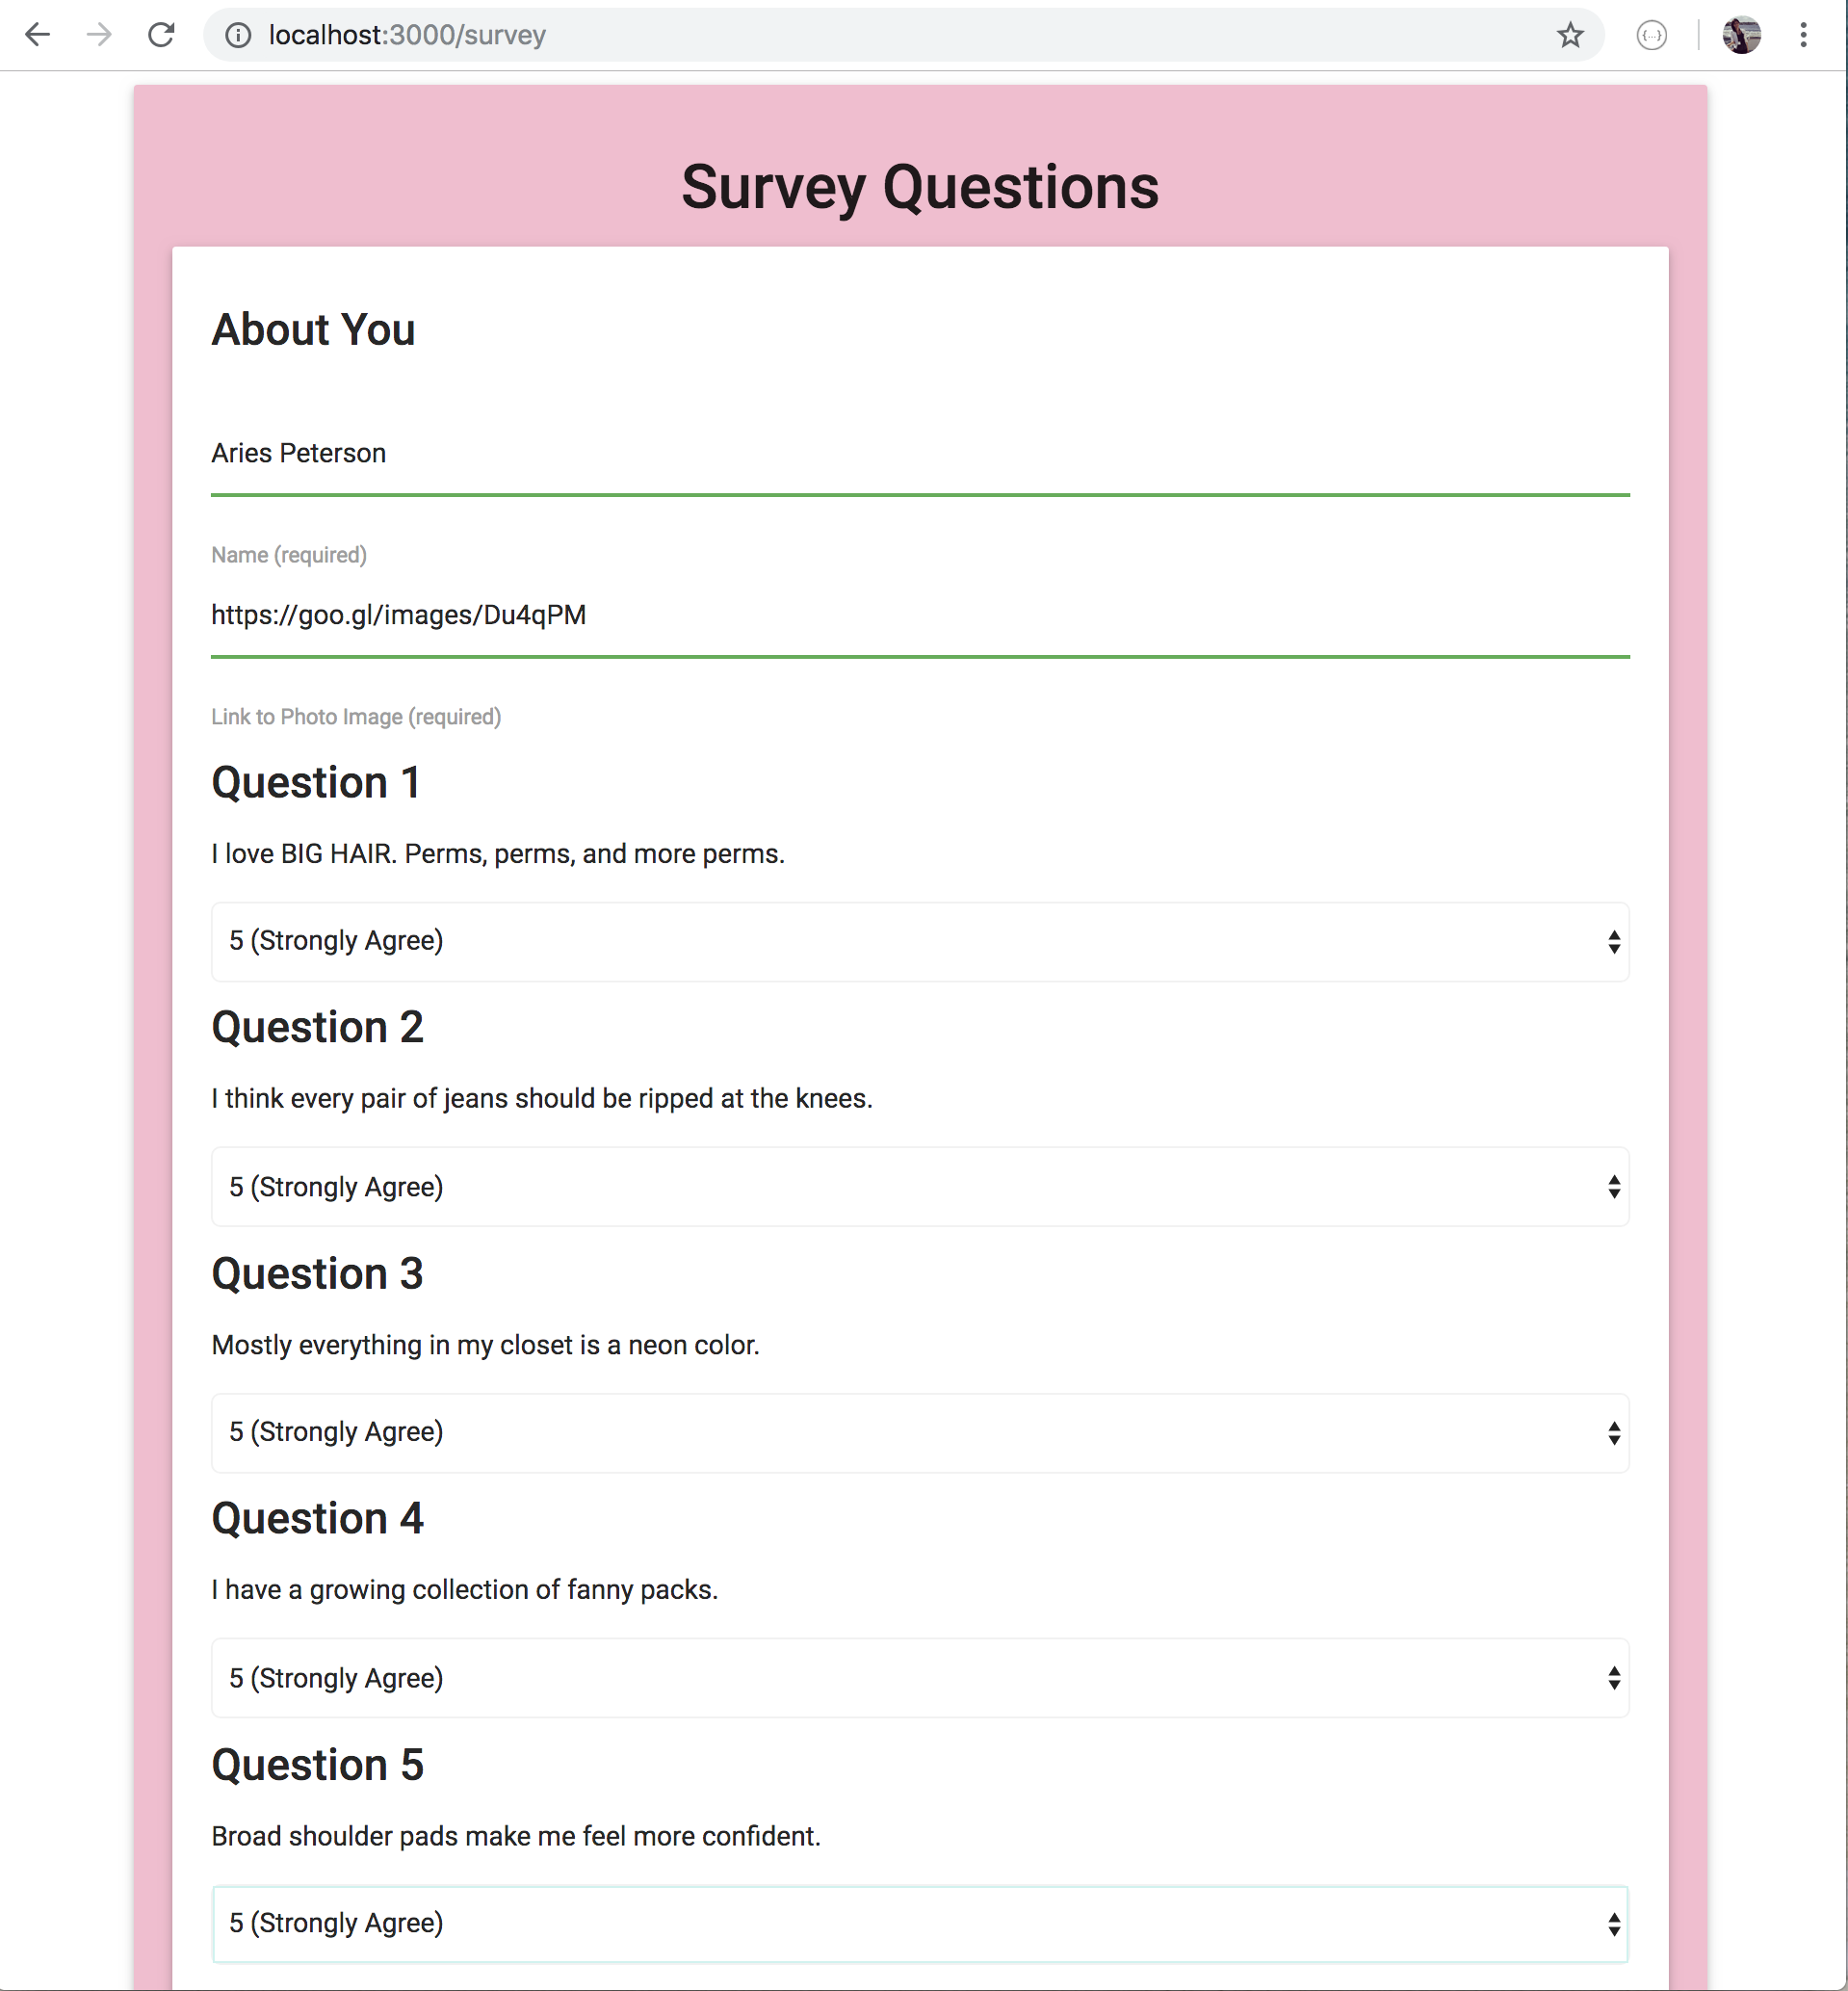 localhost:3000/survey
Survey Questions
About You
Aries Peterson
Name (required)
https://goo.gl/images/Du4qPM
Link to Photo Image (required)
Question 1
I love BIG HAIR. Perms, perms, and more perms.
5 (Strongly Agree)
Question 2
I think every pair of jeans should be ripped at the knees.
5 (Strongly Agree)
Question 3
Mostly everything in my closet is a neon color.
5 (Strongly Agree)
Question 4
I have a growing collection of fanny packs.
5 (Strongly Agree)
Question 5
Broad shoulder pads make me feel more confident.
5 (Strongly Agree)